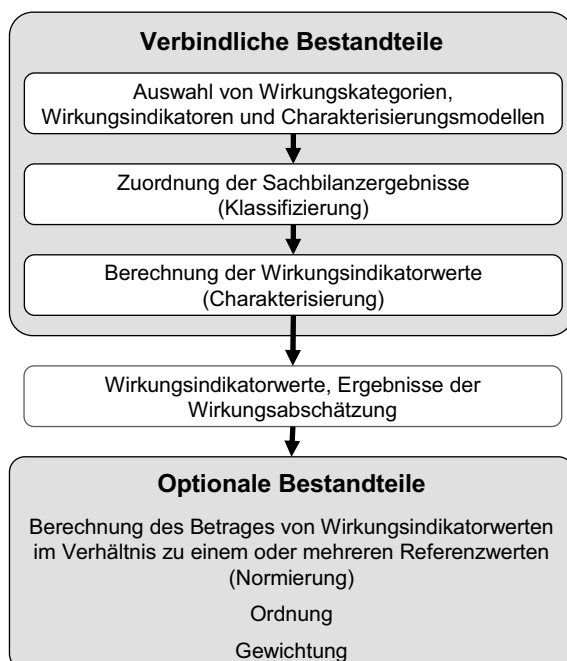 Verbindliche Bestandteile
Auswahl von Wirkungskategorien,
Wirkungsindikatoren und Charakterisierungsmodellen
Zuordnung der Sachbilanzergebnisse
(Klassifizierung)
Berechnung der Wirkungsindikatorwerte
(Charakterisierung)
Wirkungsindikatorwerte, Ergebnisse der
Wirkungsabschätzung
Optionale Bestandteile
Berechnung des Betrages von Wirkungsindikatorwerten
im Verhältnis zu einem oder mehreren Referenzwerten
(Normierung)
Ordnung
Gewichtung